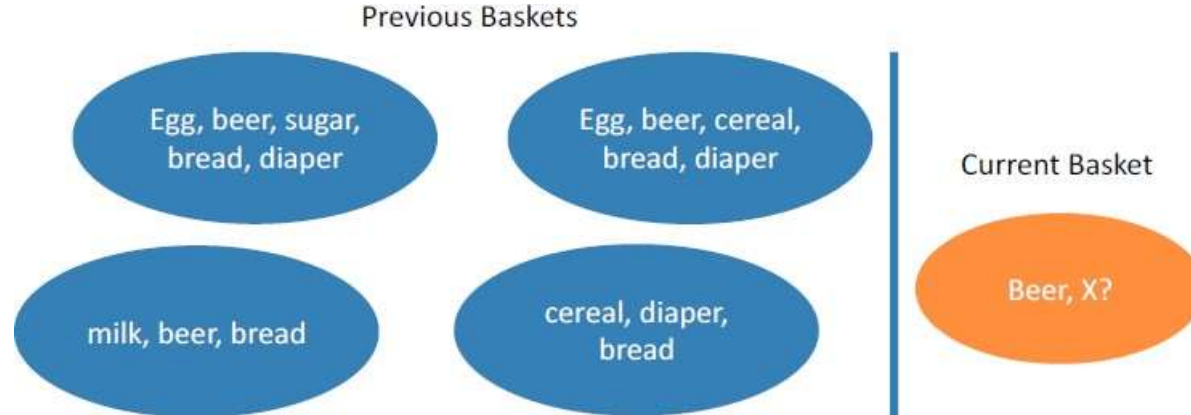 Previous Baskets
Egg, beer, sugar,
bread, diaper
Egg, beer, cereal,
bread, diaper
milk, beer, bread
cereal, diaper,
bread
Current Basket
Beer, X?